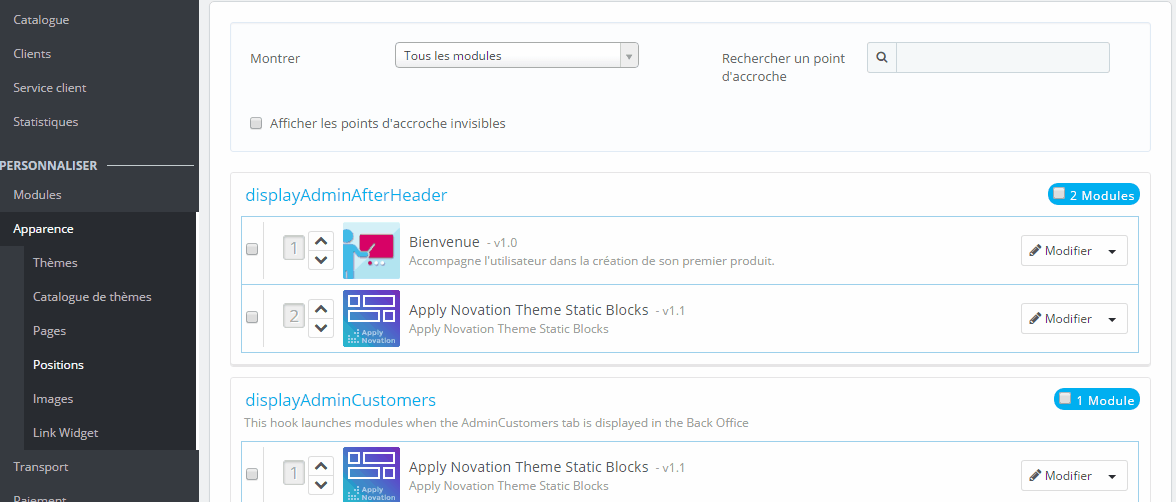 Catalogue
Clients
Service client
Statistiques
PERSONNALISER
Modules
Apparence
Thèmes
Catalogue de thèmes
Pages
Positions
Images
Link Widget
Transport
Paiement
Montrer
Tous les modules
Rechercher un point
d'accroche
Afficher les points d'accroche invisibles
displayAdminAfterHeader
2 Modules
1
Bienvenue - v1.0
Accompagne l'utilisateur dans la création de son premier produit.
Modifier
2
Apply
Novation
Apply Novation Theme Static Blocks - v1.1
Apply Novation Theme Static Blocks
Modifier
displayAdminCustomers
1 Module
This hook launches modules when the AdminCustomers tab is displayed in the Back Office
1
Apply
Novation
Apply Novation Theme Static Blocks - v1.1
Apply Novation Theme Static Blocks
Modifier